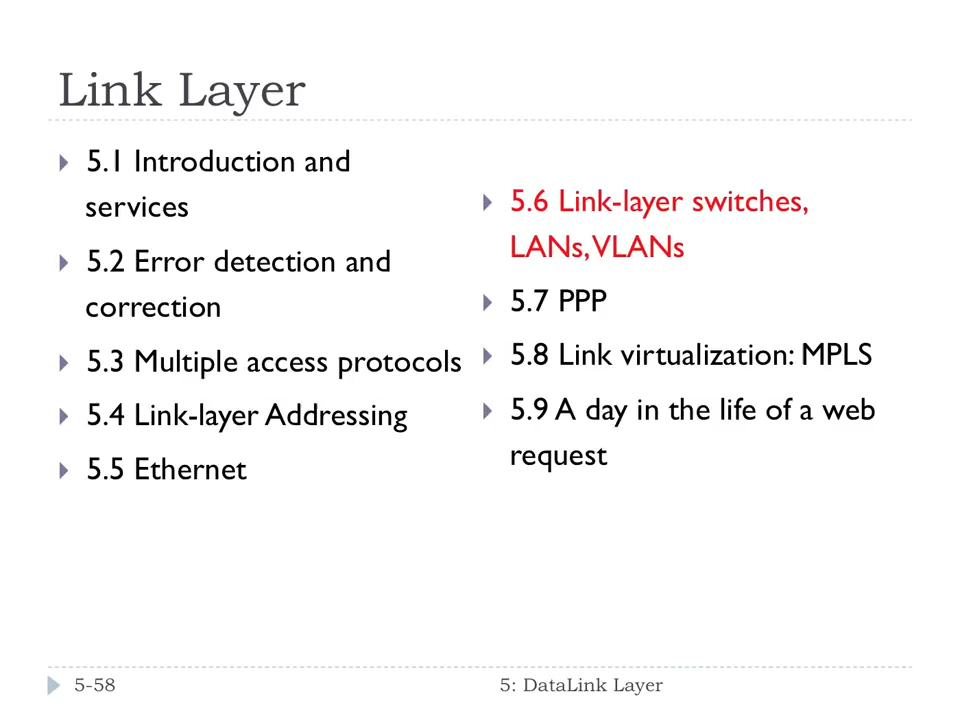 Link Layer
5.1 Introduction and
services
5.2 Error detection and
correction
5.3 Multiple access protocols
5.4 Link-layer Addressing
5.5 Ethernet
5.6 Link-layer switches,
LANs, VLANs
5.7 PPP
5.8 Link virtualization: MPLS
5.9 A day in the life of a web
request
5-58
5: DataLink Layer